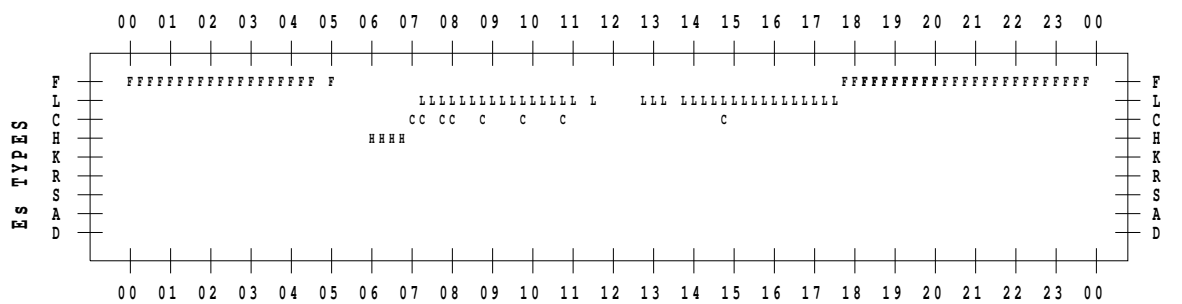 00 01 02 03 04 05 06 07 08 09 10 11 12 13 14 15 16 17 18 19 20 21 22 23 00
F FFFFFFFFFFFFFFFFFFF F FFFFFFFFFFFFFFFFFFFFFFFFF F
L LLLLLLLLLLLLLLLL L LLL LLLLLLLLLLLLLLLL L
C CC CC C C C C C
H HHHH H
K K
R R
S S
A A
D D
Es TYPES
00 01 02 03 04 05 06 07 08 09 10 11 12 13 14 15 16 17 18 19 20 21 22 23 00